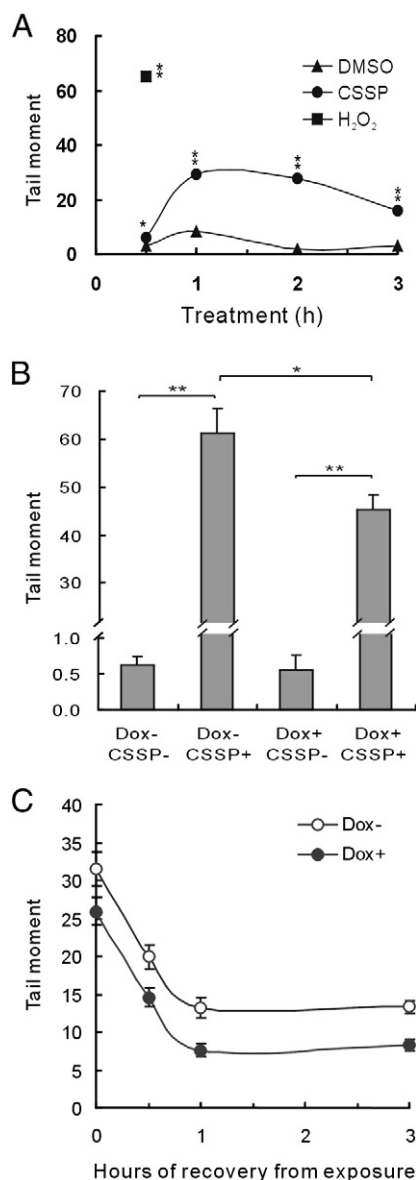 A
80
60
40
20
0
Tail moment
**
*
**
**
**
DMSO
CSSP
H₂O₂
0 1 2 3
Treatment (h)
B
70
60
50
40
30
1.0
0.5
0.0
Tail moment
**
*
**
Dox- Dox- Dox+ Dox+
CSSP- CSSP+ CSSP- CSSP+
C
40
35
30
25
20
15
10
5
0
Tail moment
Dox-
Dox+
0 1 2 3
Hours of recovery from exposure